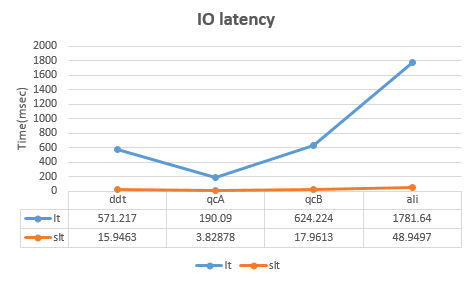 IO latency
Time(msec)
2000
1800
1600
1400
1200
1000
800
600
400
200
0
ddt qcA qcB ali
lt 571.217 190.09 624.224 1781.64
slt 15.9463 3.82878 17.9613 48.9497
lt slt